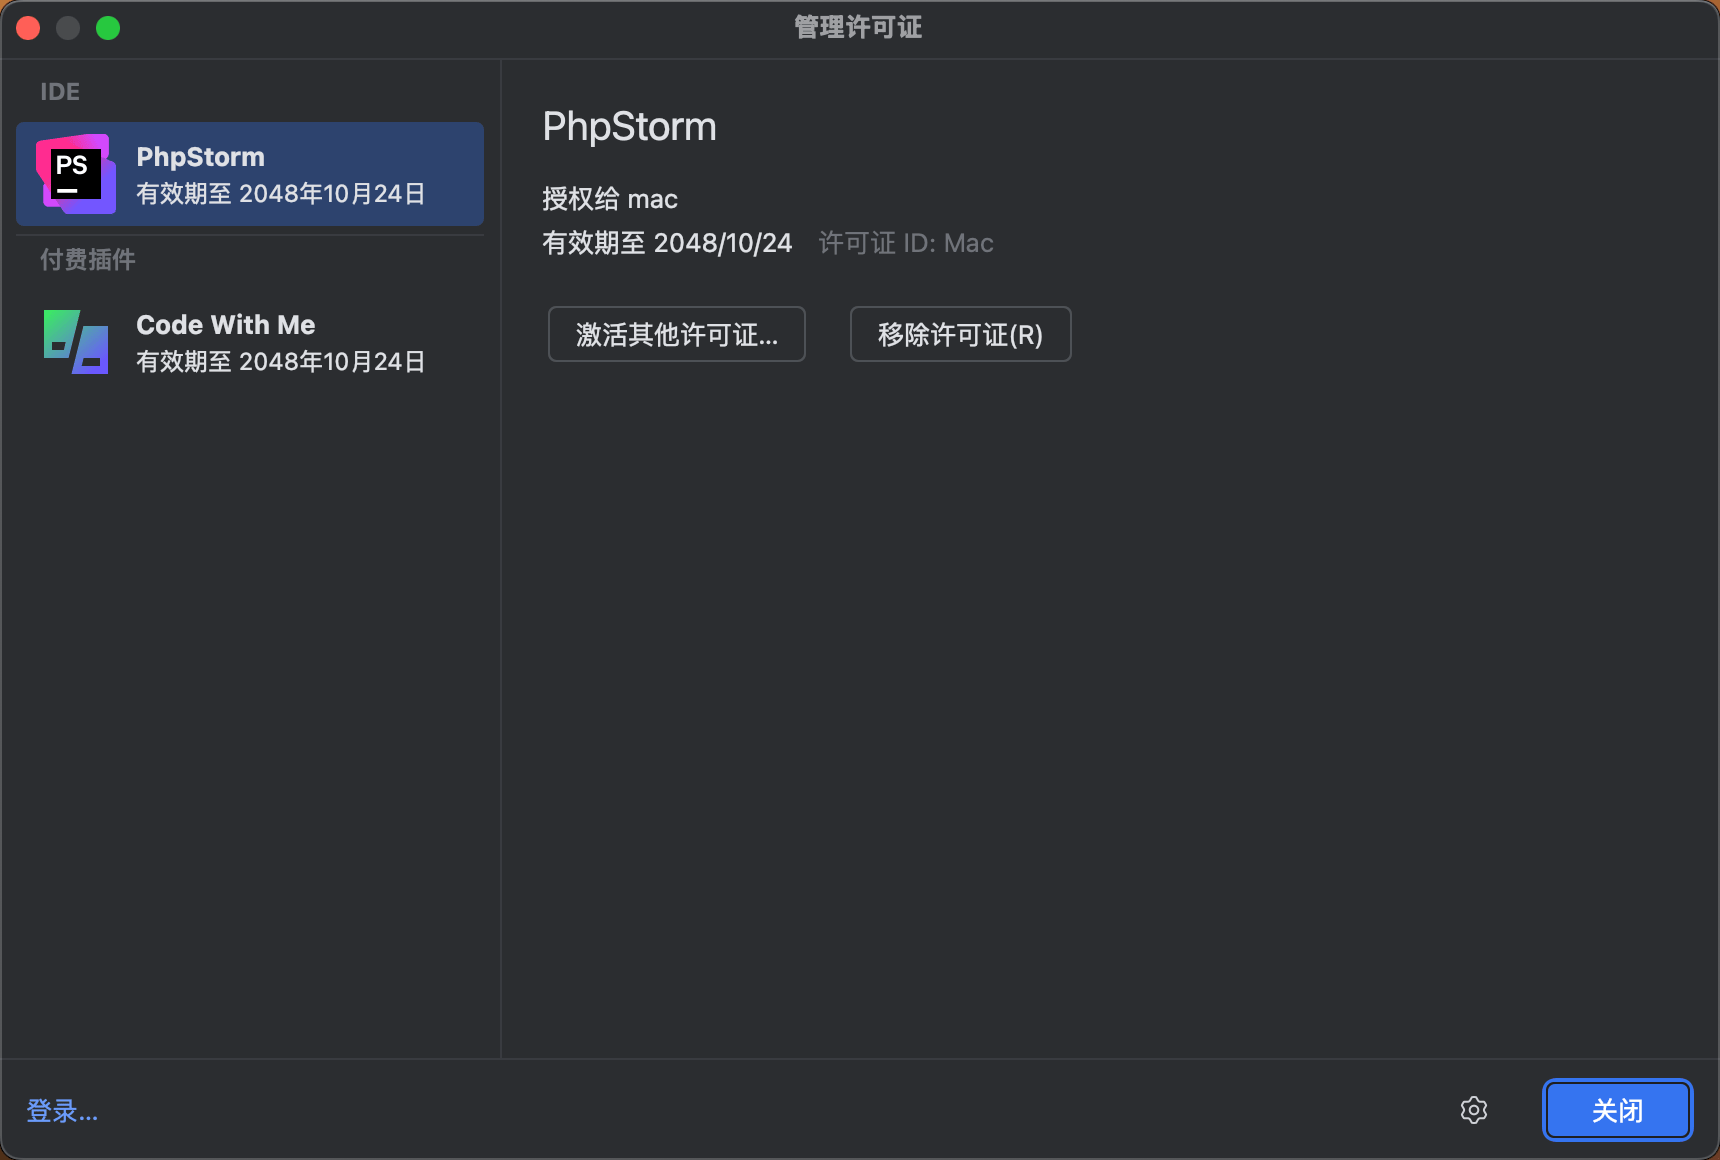 管理许可证
IDE
PS
PhpStorm
有效期至 2048年10月24日
付费插件
Code With Me
有效期至 2048年10月24日
PhpStorm
授权给 mac
有效期至 2048/10/24 许可证 ID: Mac
激活其他许可证... 移除许可证(R)
登录...
关闭